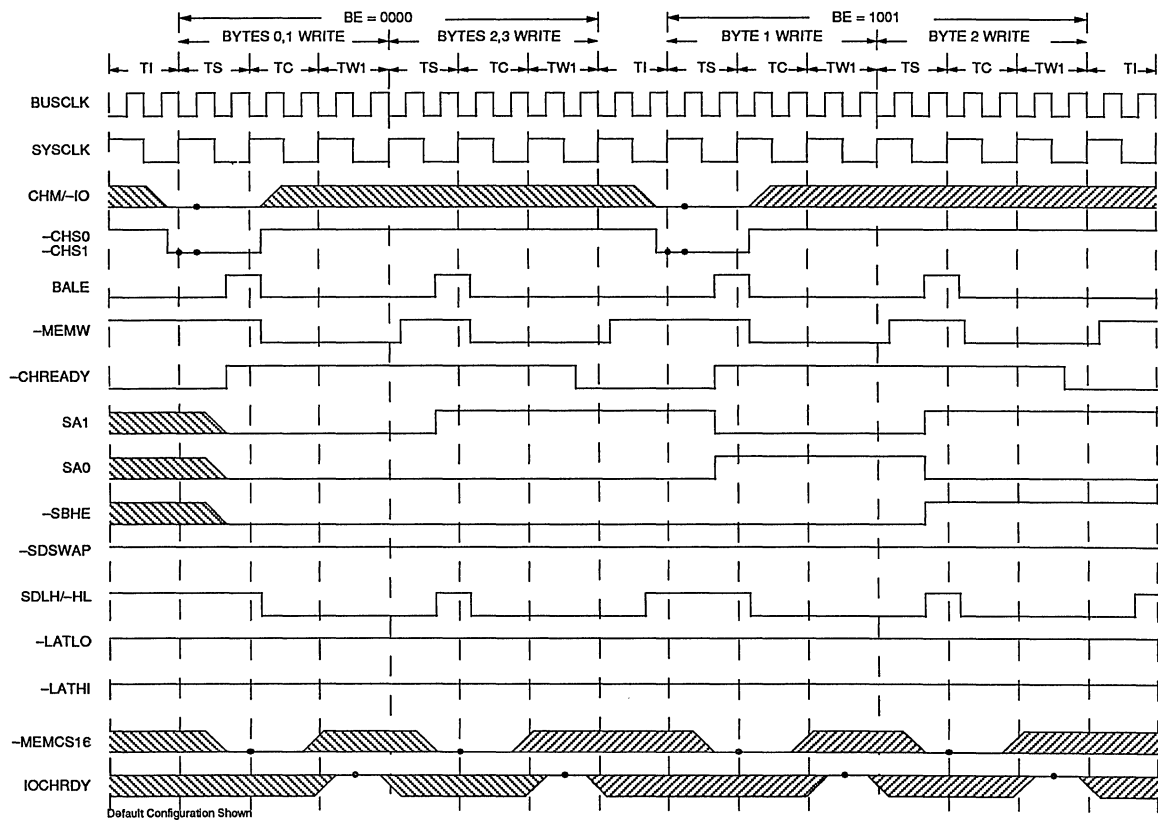 BE = 0000 BE = 1001
BYTES 0,1 WRITE BYTES 2,3 WRITE BYTE 1 WRITE BYTE 2 WRITE
TI TS TC TW1 TS TC TW1 TI TS TC TW1 TS TC TW1 TI
BUSCLK
SYSCLK
CHM/–IO
–CHS0
–CHS1
BALE
–MEMW
–CHREADY
SA1
SA0
–SBHE
–SDSWAP
SDLH/–HL
–LATLO
–LATHI
–MEMCS16
IOCHRDY
Default Configuration Shown